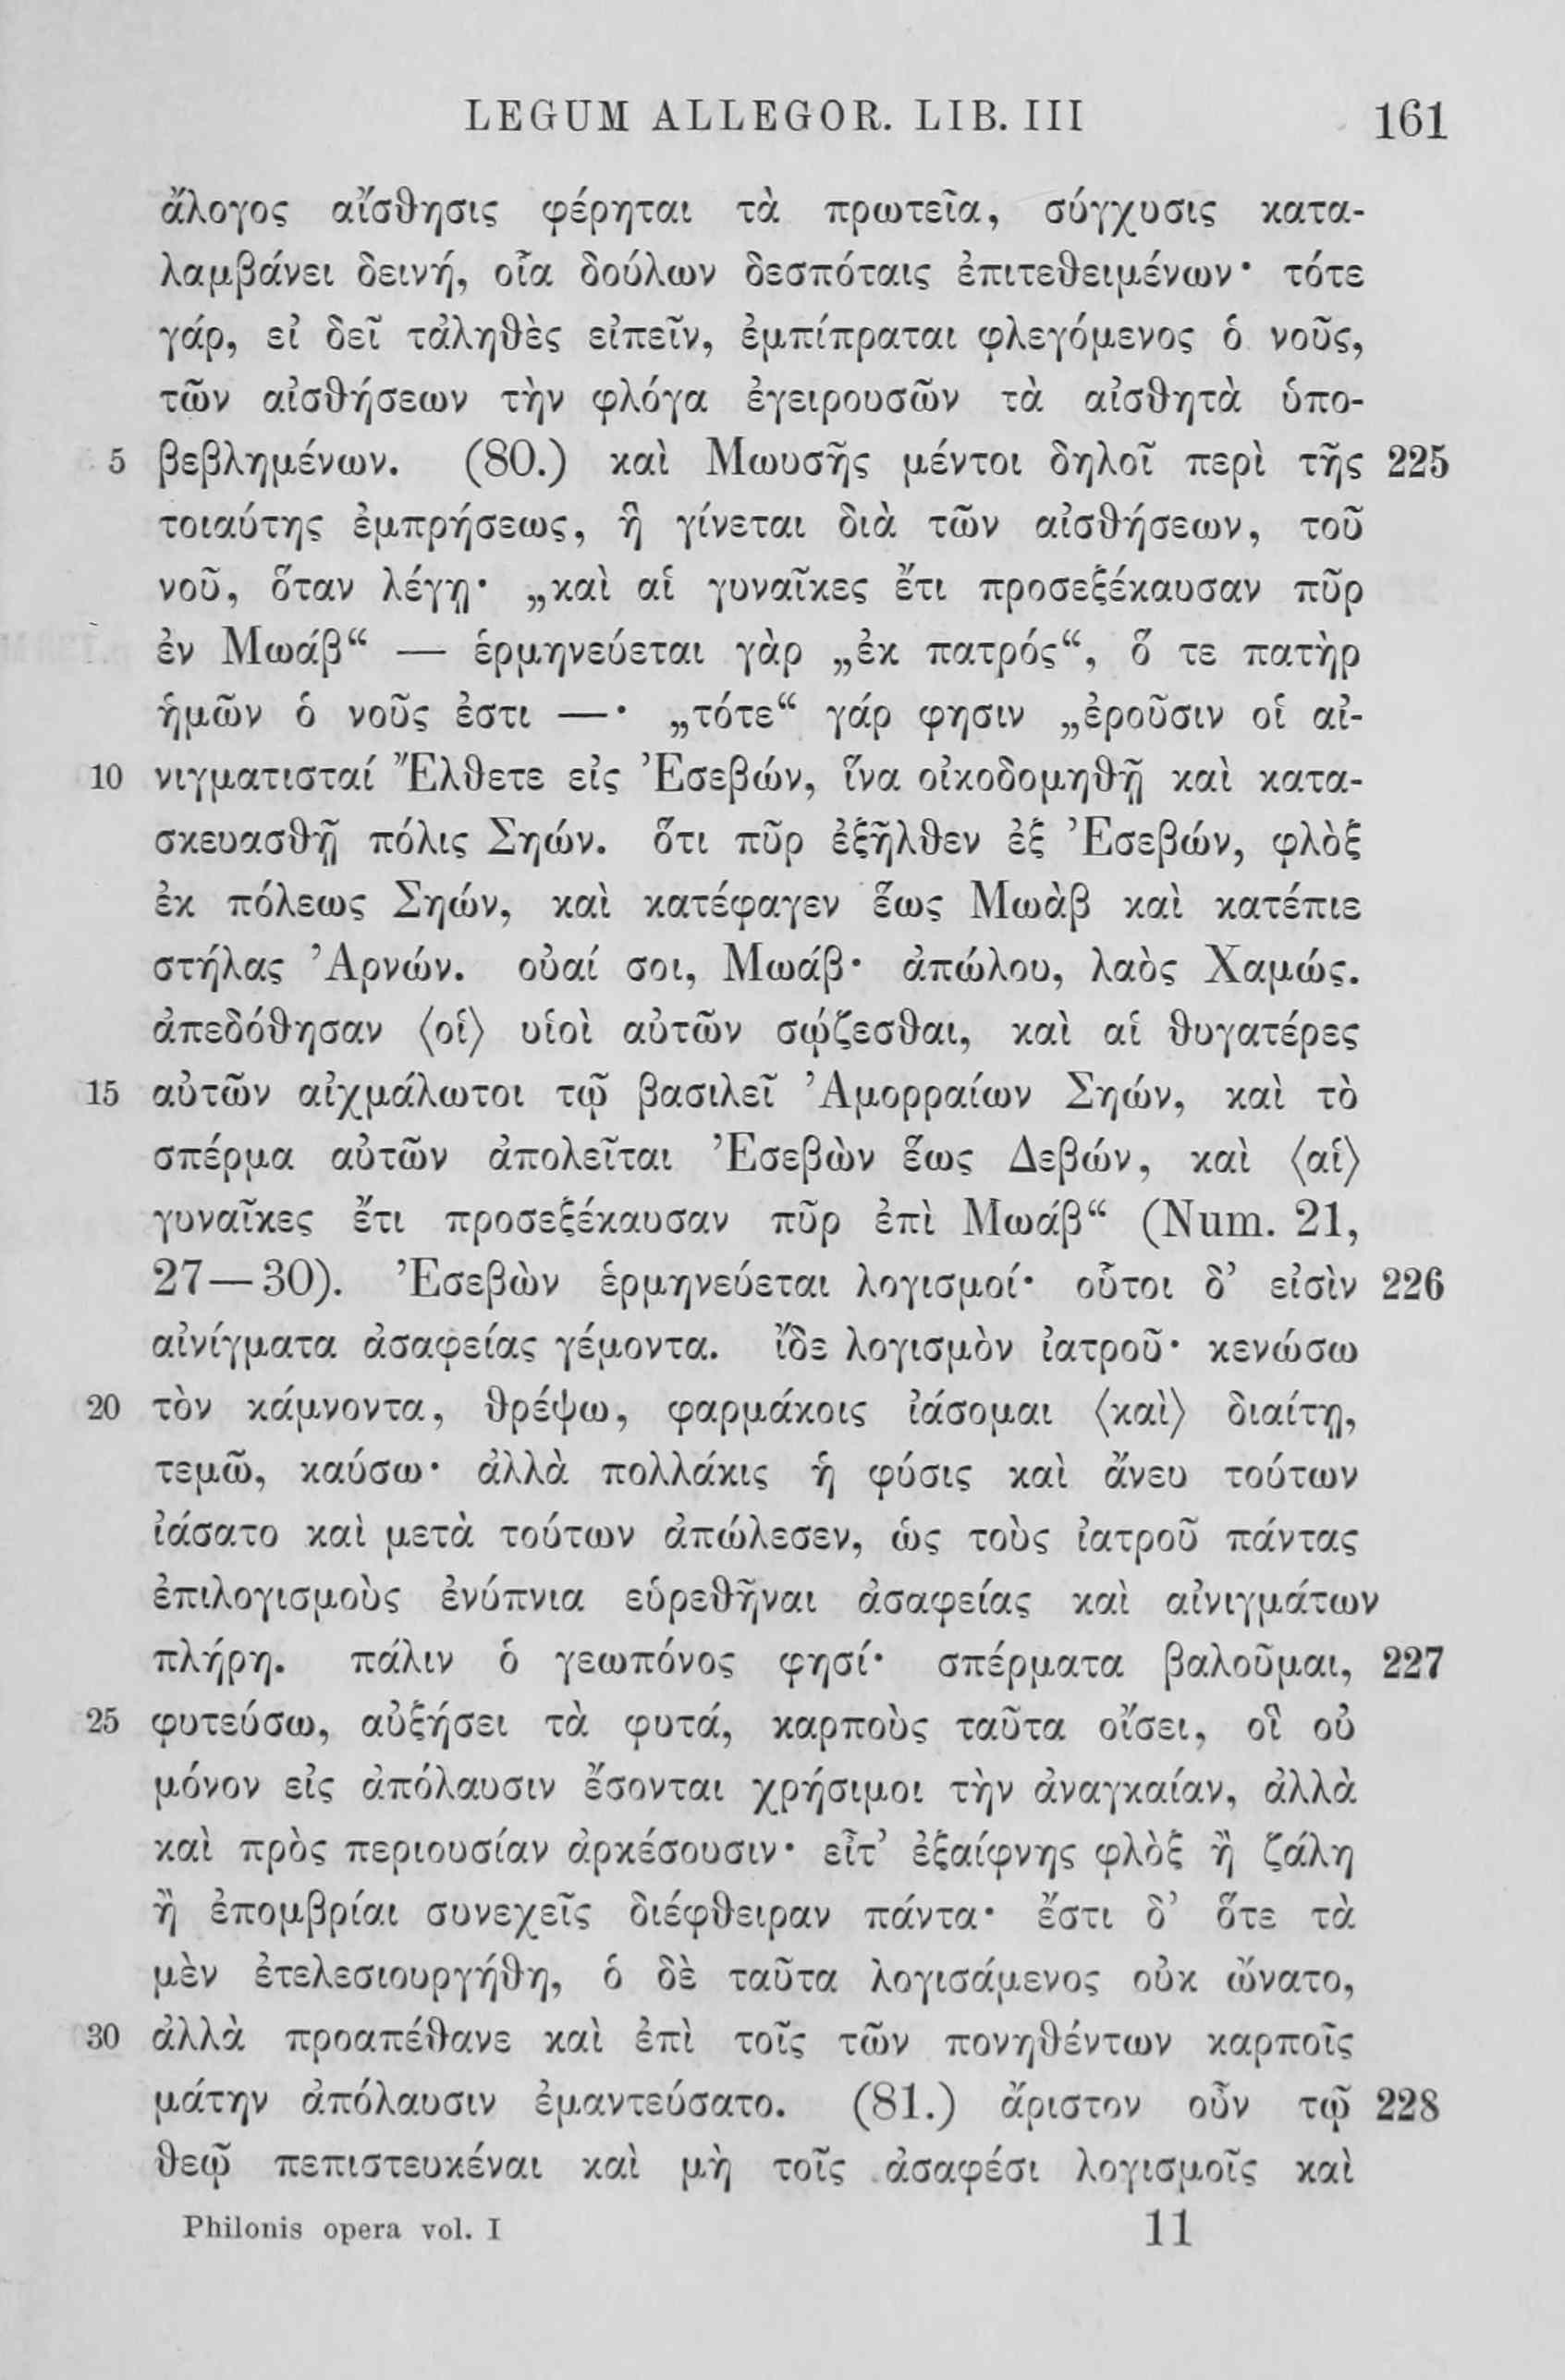 LEGUM ALLEGOR. LIB. III 161
ἄλογος αἴσθησις φέρηται τὰ πρωτεῖα, σύγχυσις κατα-
λαμβάνει δεινή, οἷα δούλων δεσπόταις ἐπιτεθειμένων· τότε
γάρ, εἰ δεῖ τἀληθὲς εἰπεῖν, ἐμπίπραται φλεγόμενος ὁ νοῦς,
τῶν αἰσθήσεων τὴν φλόγα ἐγειρουσῶν τὰ αἰσθητὰ ὑπο-
5 βεβλημένων. (80.) καὶ Μωυσῆς μέντοι δηλοῖ περὶ τῆς 225
τοιαύτης ἐμπρήσεως, ἣ γίνεται διὰ τῶν αἰσθήσεων, τοῦ
νοῦ, ὅταν λέγῃ· „καὶ αἱ γυναῖκες ἔτι προσεξέκαυσαν πῦρ
ἐν Μωάβ“ — ἑρμηνεύεται γὰρ „ἐκ πατρός“, ὅ τε πατὴρ
ἡμῶν ὁ νοῦς ἐστι —· „τότε“ γάρ φησιν „ἐροῦσιν οἱ αἰ-
10 νιγματισταί Ἔλθετε εἰς Ἐσεβών, ἵνα οἰκοδομηθῇ καὶ κατα-
σκευασθῇ πόλις Σηών. ὅτι πῦρ ἐξῆλθεν ἐξ Ἐσεβών, φλὸξ
ἐκ πόλεως Σηών, καὶ κατέφαγεν ἕως Μωὰβ καὶ κατέπιε
στήλας Ἀρνών. οὐαί σοι, Μωάβ· ἀπώλου, λαὸς Χαμώς.
ἀπεδόθησαν ⟨οἱ⟩ υἱοὶ αὐτῶν σῴζεσθαι, καὶ αἱ θυγατέρες
15 αὐτῶν αἰχμάλωτοι τῷ βασιλεῖ Ἀμορραίων Σηών, καὶ τὸ
σπέρμα αὐτῶν ἀπολεῖται Ἐσεβὼν ἕως Δεβών, καὶ ⟨αἱ⟩
γυναῖκες ἔτι προσεξέκαυσαν πῦρ ἐπὶ Μωάβ“ (Num. 21,
27—30). Ἐσεβὼν ἑρμηνεύεται λογισμοί· οὗτοι δ’ εἰσὶν 226
αἰνίγματα ἀσαφείας γέμοντα. ἴδε λογισμὸν ἰατροῦ· κενώσω
20 τὸν κάμνοντα, θρέψω, φαρμάκοις ἰάσομαι ⟨καὶ⟩ διαίτῃ,
τεμῶ, καύσω· ἀλλὰ πολλάκις ἡ φύσις καὶ ἄνευ τούτων
ἰάσατο καὶ μετὰ τούτων ἀπώλεσεν, ὡς τοὺς ἰατροῦ πάντας
ἐπιλογισμοὺς ἐνύπνια εὑρεθῆναι ἀσαφείας καὶ αἰνιγμάτων
πλήρη. πάλιν ὁ γεωπόνος φησί· σπέρματα βαλοῦμαι, 227
25 φυτεύσω, αὐξήσει τὰ φυτά, καρποὺς ταῦτα οἴσει, οἳ οὐ
μόνον εἰς ἀπόλαυσιν ἔσονται χρήσιμοι τὴν ἀναγκαίαν, ἀλλὰ
καὶ πρὸς περιουσίαν ἀρκέσουσιν· εἶτ’ ἐξαίφνης φλὸξ ἢ ζάλη
ἢ ἐπομβρίαι συνεχεῖς διέφθειραν πάντα· ἔστι δ’ ὅτε τὰ
μὲν ἐτελεσιουργήθη, ὁ δὲ ταῦτα λογισάμενος οὐκ ὤνατο,
30 ἀλλὰ προαπέθανε καὶ ἐπὶ τοῖς τῶν πονηθέντων καρποῖς
μάτην ἀπόλαυσιν ἐμαντεύσατο. (81.) ἄριστον οὖν τῷ 228
θεῷ πεπιστευκέναι καὶ μὴ τοῖς ἀσαφέσι λογισμοῖς καὶ
Philonis opera vol. I 11